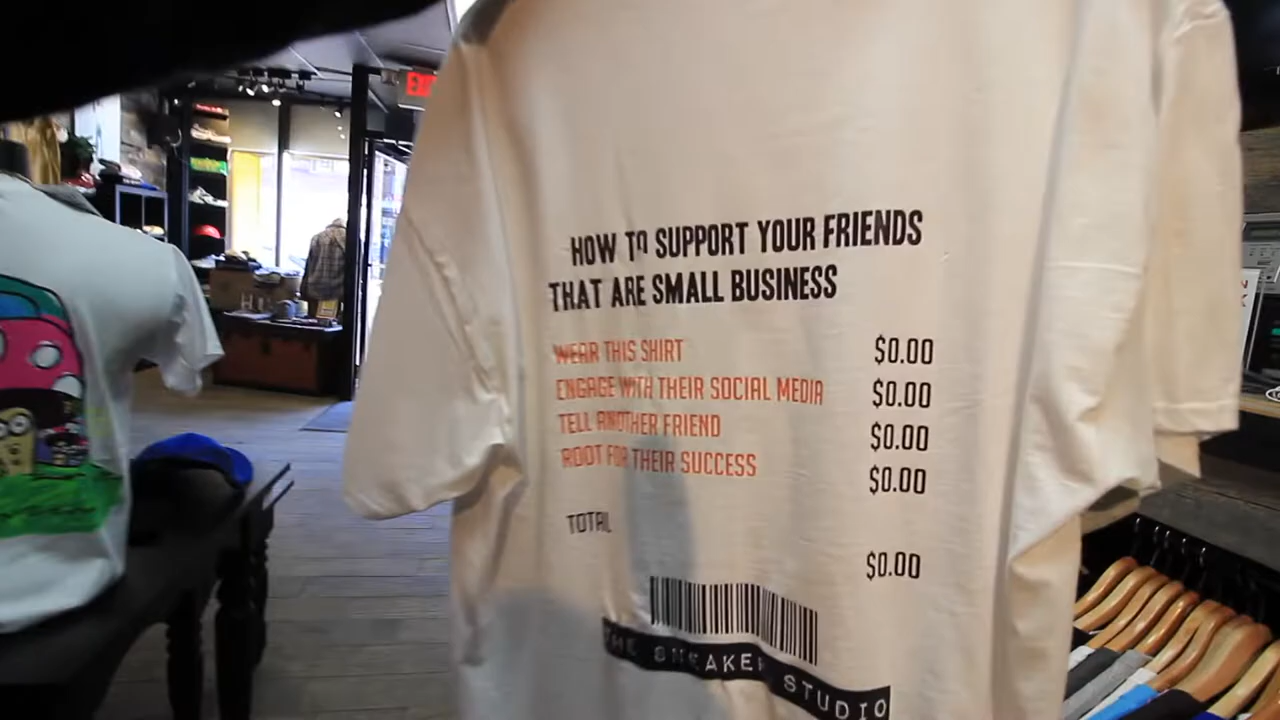 HOW TO SUPPORT YOUR FRIENDS
THAT ARE SMALL BUSINESS
WEAR THIS SHIRT $0.00
ENGAGE WITH THEIR SOCIAL MEDIA $0.00
TELL ANOTHER FRIEND $0.00
ROOT FOR THEIR SUCCESS $0.00
TOTAL
$0.00
THE SNEAKER STUDIO